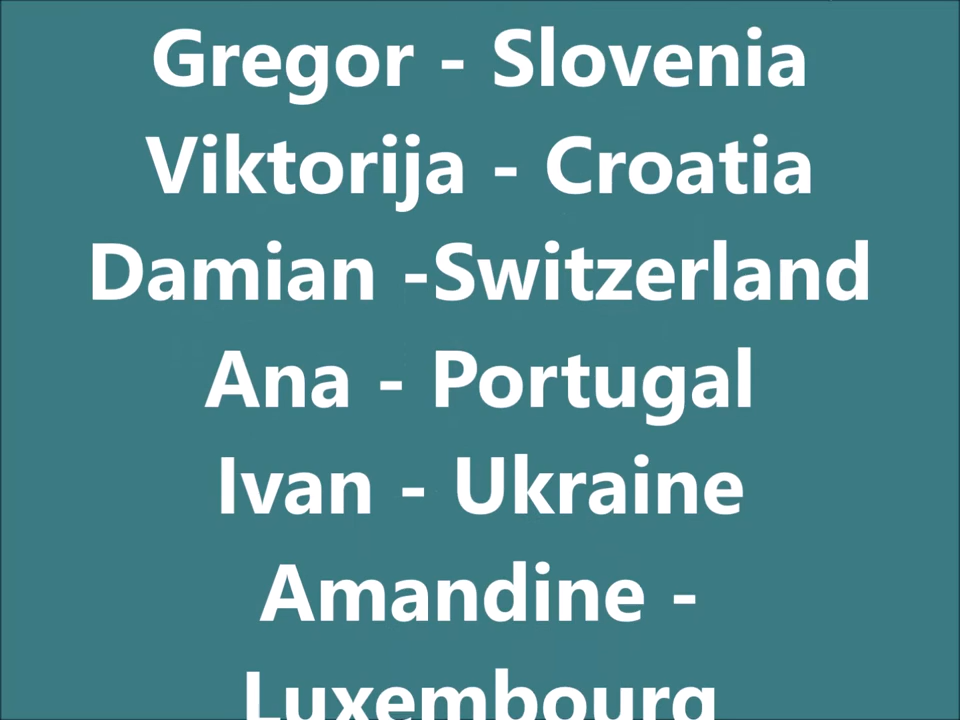 Gregor - Slovenia
Viktorija - Croatia
Damian -Switzerland
Ana - Portugal
Ivan - Ukraine
Amandine -
Luxembourg